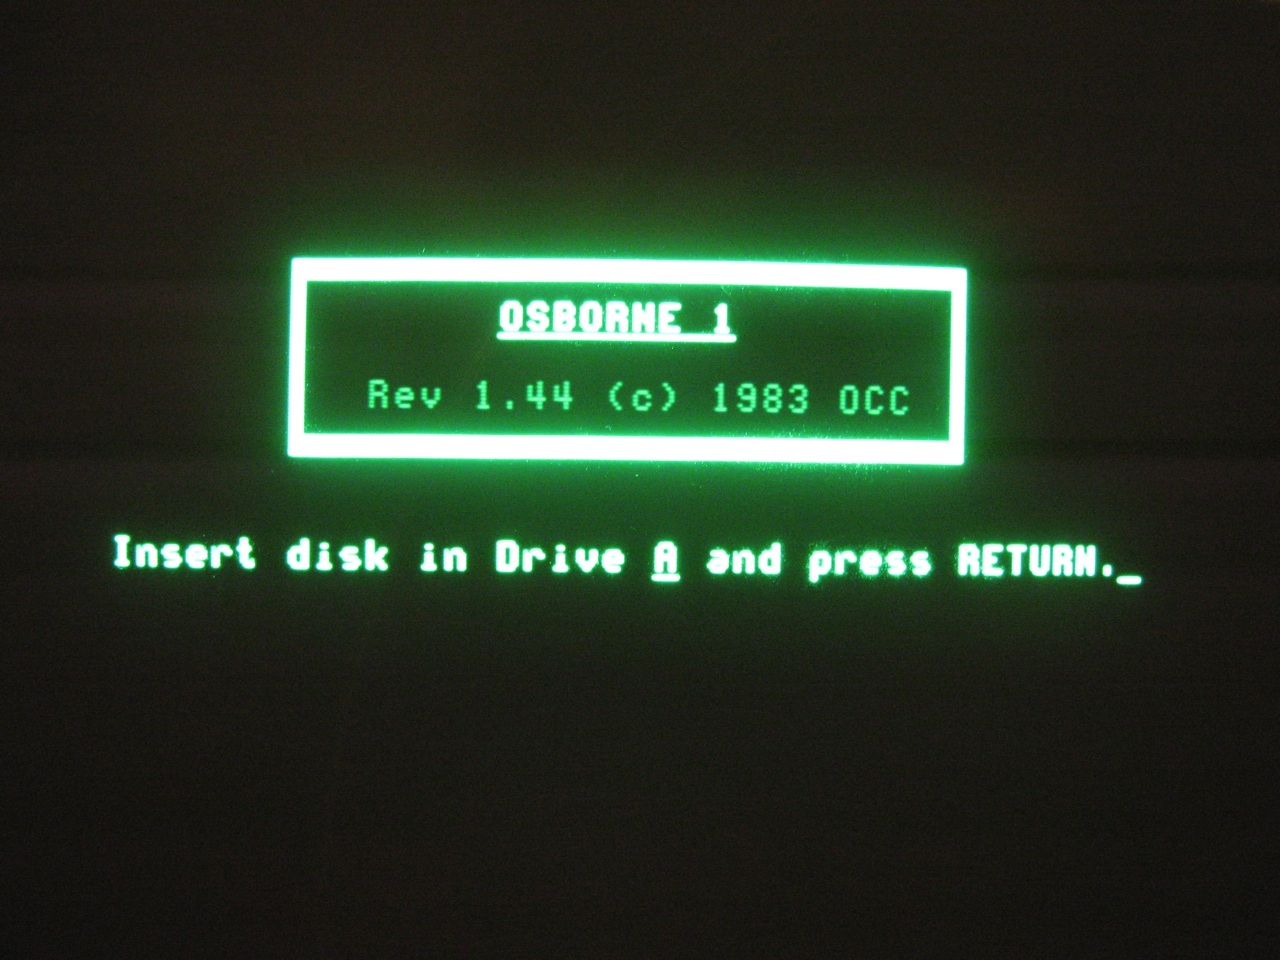 OSBORNE 1
Rev 1.44 (c) 1983 OCC
Insert disk in Drive A and press RETURN._